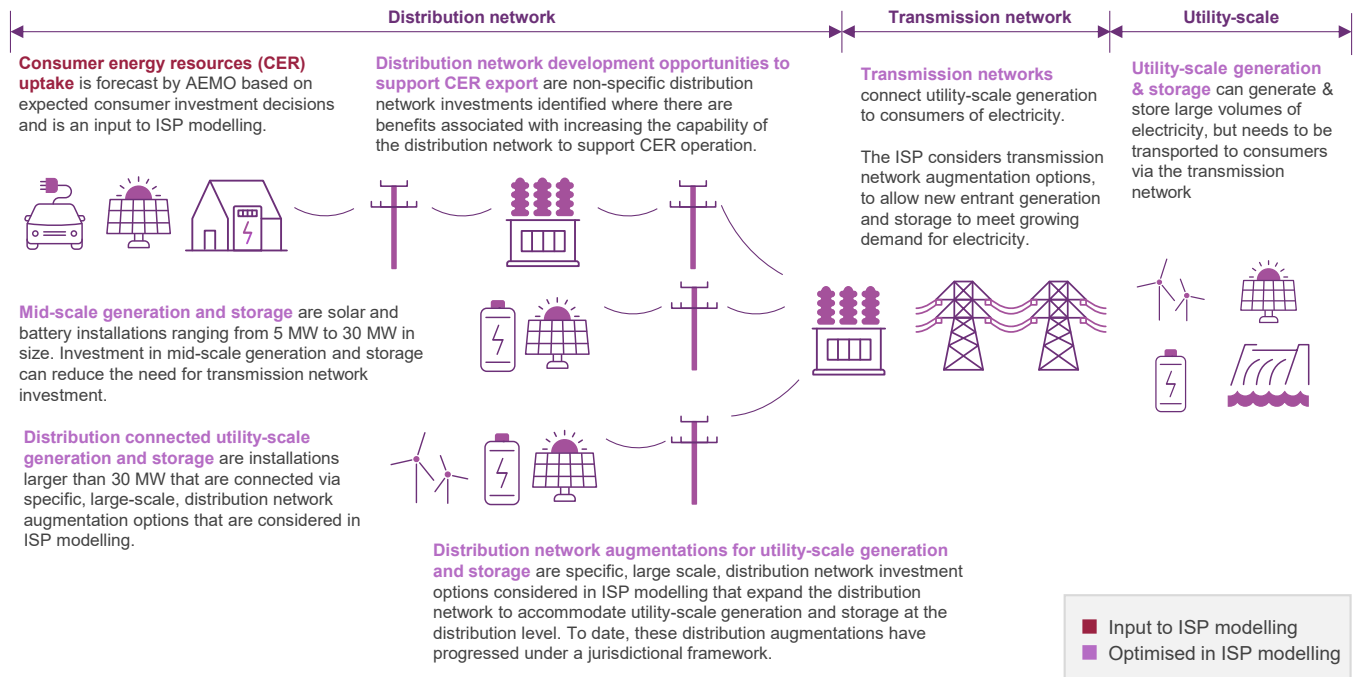 Distribution network
Transmission network
Utility-scale
Consumer energy resources (CER)
uptake is forecast by AEMO based on
expected consumer investment decisions
and is an input to ISP modelling.
Distribution network development opportunities to
support CER export are non-specific distribution
network investments identified where there are
benefits associated with increasing the capability of
the distribution network to support CER operation.
Transmission networks
connect utility-scale generation
to consumers of electricity.
The ISP considers transmission
network augmentation options,
to allow new entrant generation
and storage to meet growing
demand for electricity.
Utility-scale generation
& storage can generate &
store large volumes of
electricity, but needs to be
transported to consumers
via the transmission
network
Mid-scale generation and storage are solar and
battery installations ranging from 5 MW to 30 MW in
size. Investment in mid-scale generation and storage
can reduce the need for transmission network
investment.
Distribution connected utility-scale
generation and storage are installations
larger than 30 MW that are connected via
specific, large-scale, distribution network
augmentation options that are considered in
ISP modelling.
Distribution network augmentations for utility-scale generation
and storage are specific, large scale, distribution network investment
options considered in ISP modelling that expand the distribution
network to accommodate utility-scale generation and storage at the
distribution level. To date, these distribution augmentations have
progressed under a jurisdictional framework.
Input to ISP modelling
Optimised in ISP modelling